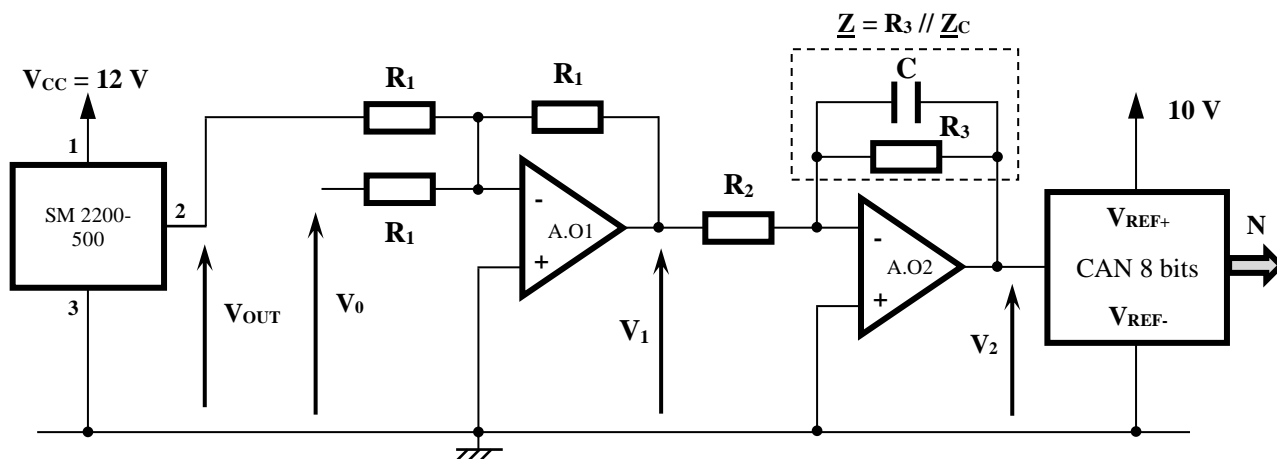 Z = R3 // ZC
VCC = 12 V
R1
R1
C
10 V
1
R3
SM 2200-
500
2
R1
-
+
A.O1
R2
-
+
A.O2
VREF+
CAN 8 bits
VREF-
N
3
VOUT
V0
V1
V2